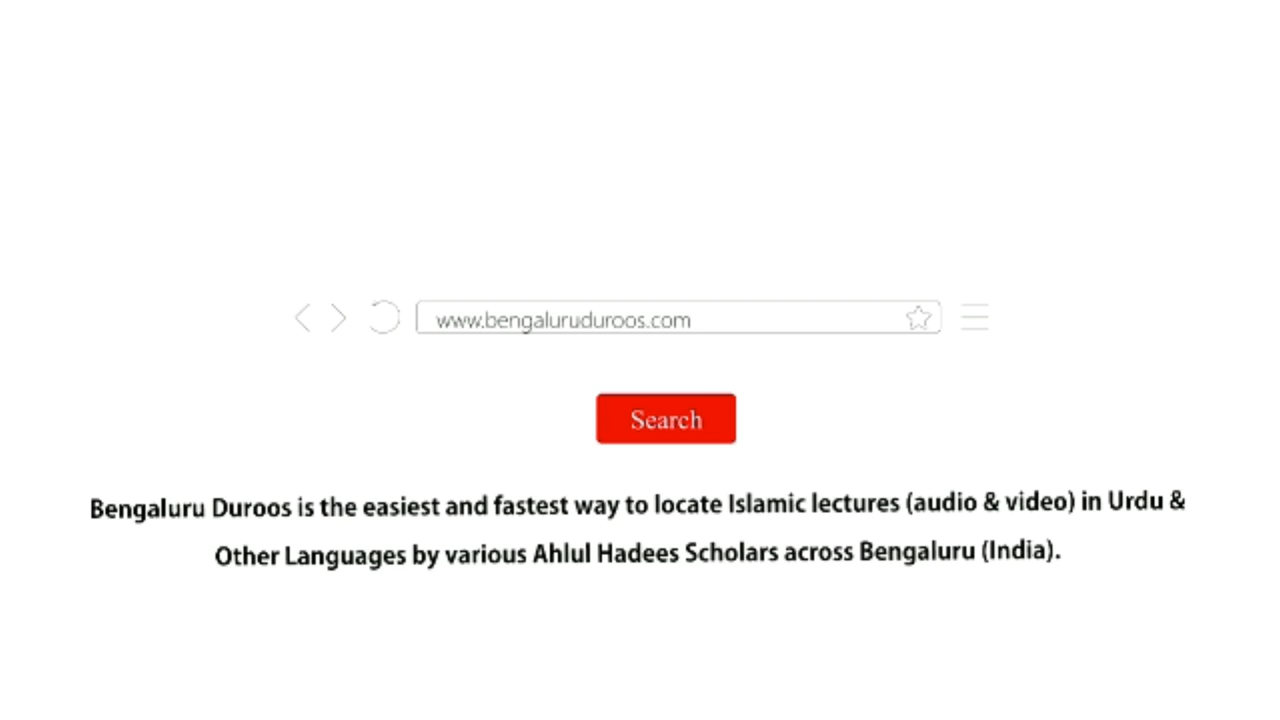 www.bengaluruduroos.com
Search
Bengaluru Duroos is the easiest and fastest way to locate Islamic lectures (audio & video) in Urdu &
Other Languages by various Ahlul Hadees Scholars across Bengaluru (India).